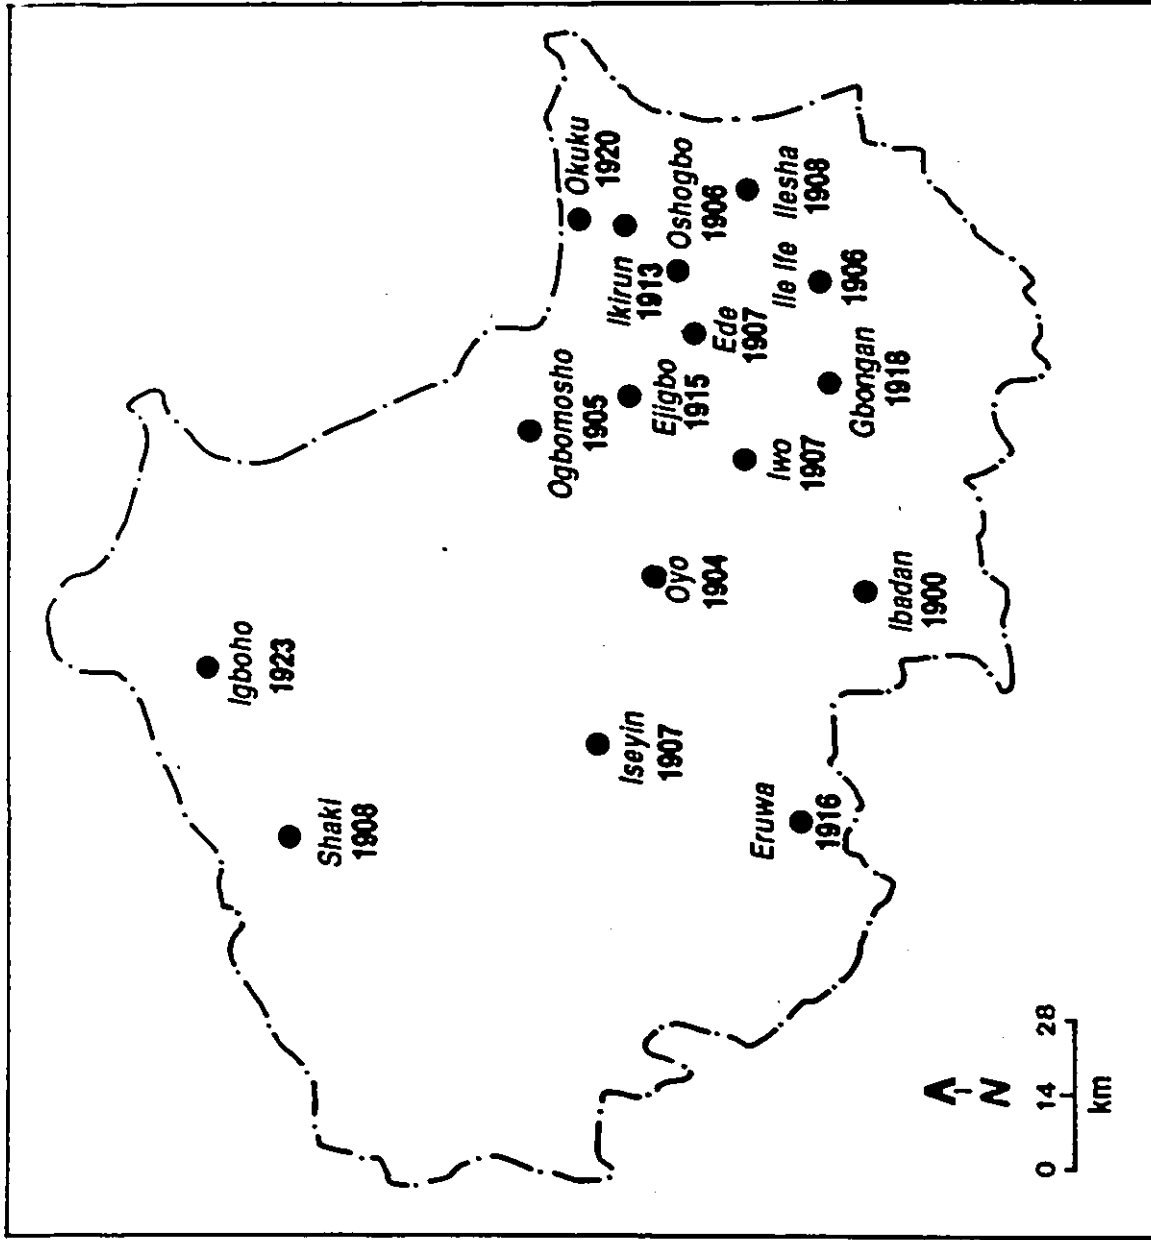 Igboho
1923
Shaki
1908
Okuku
1920
Ikirun
1913
Oshogbo
1906
Ogbomosho
1905
Ejigbo
1915
Ede
1907
Ilesha
1908
Ile Ife
1906
Iseyin
1907
Oyo
1904
Iwo
1907
Gbongan
1918
Eruwa
1916
Ibadan
1900
N
0 14 28
km